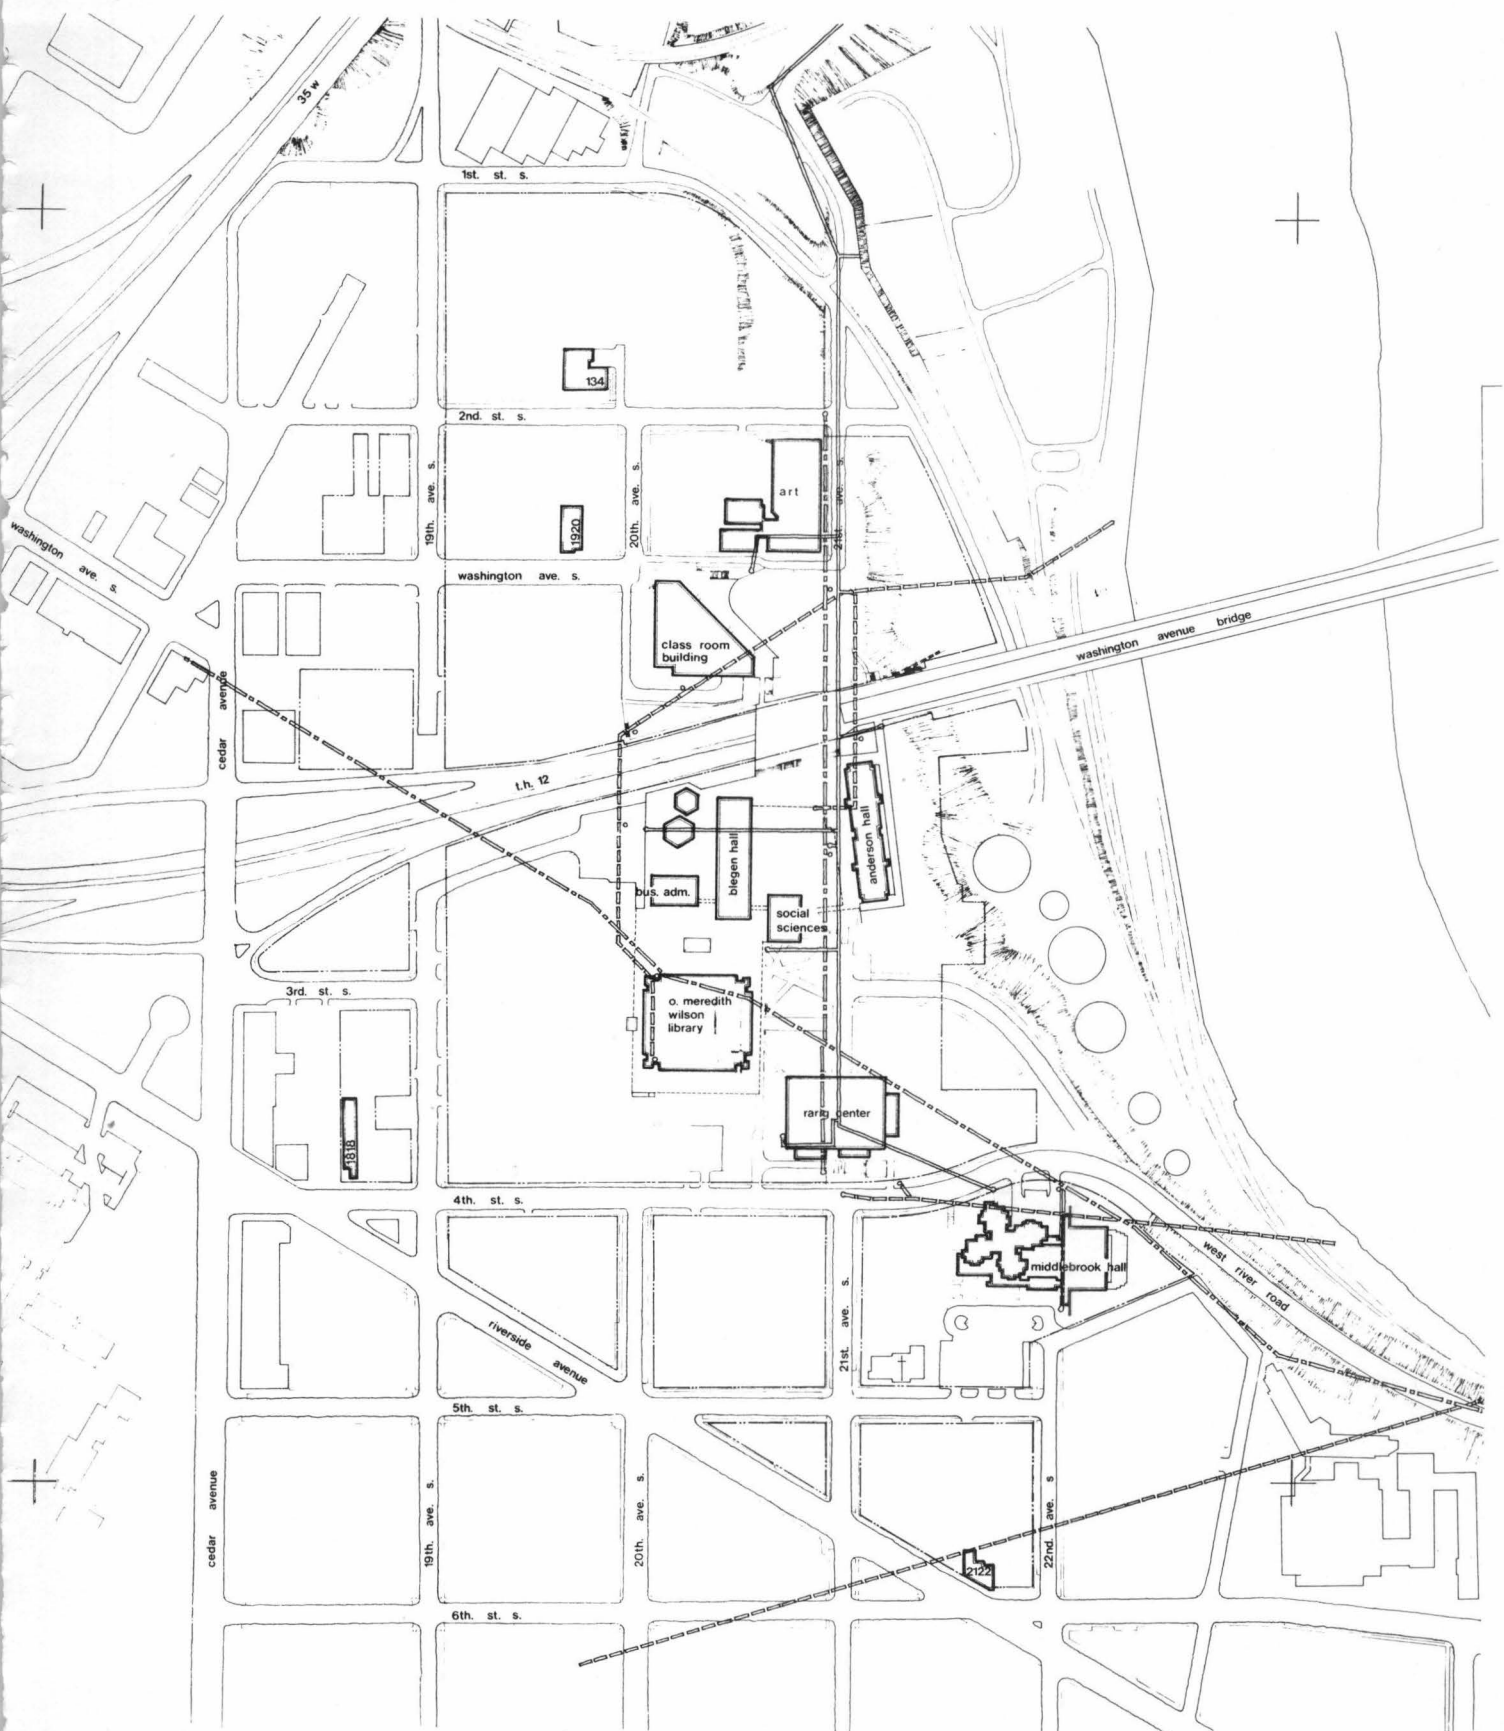 35 w
1st. st. s.
134
2nd. st. s.
19th. ave. s.
20th. ave. s.
21st. ave. s.
art
1920
washington ave. s.
washington ave. s.
class room
building
washington avenue bridge
cedar avenue
t.h. 12
blegen hall
anderson hall
bus. adm.
social
sciences
3rd. st. s.
o. meredith
wilson
library
rarig center
1818
4th. st. s.
middlebrook hall
west river road
riverside avenue
21st. ave. s.
5th. st. s.
cedar avenue
19th. ave. s.
20th. ave. s.
22nd. ave. s
2122
6th. st. s.